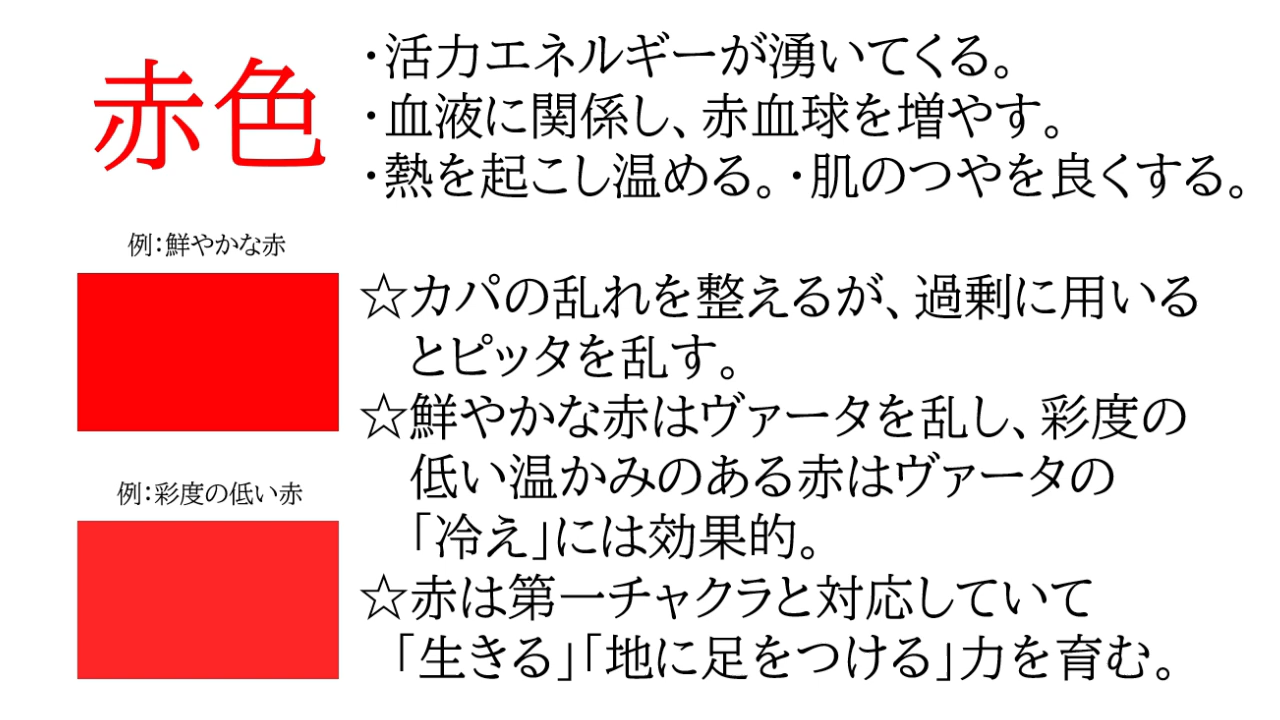 赤色
・活力エネルギーが湧いてくる。
・血液に関係し、赤血球を増やす。
・熱を起こし温める。・肌のつやを良くする。
例：鮮やかな赤
☆カパの乱れを整えるが、過剰に用いる
とピッタを乱す。
☆鮮やかな赤はヴァータを乱し、彩度の
低い温かみのある赤はヴァータの
「冷え」には効果的。
例：彩度の低い赤
☆赤は第一チャクラと対応していて
「生きる」「地に足をつける」力を育む。